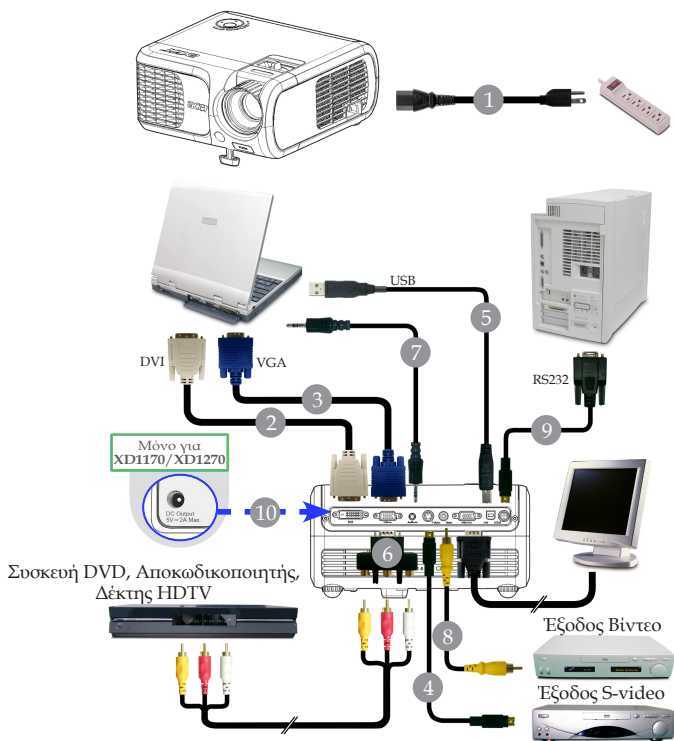 acer
1
USB
5
7
DVI
VGA
RS232
3
2
9
Μόνο για
XD1170/XD1270
DC Output
5V⎓2A Max.
10
6
Συσκευή DVD, Αποκωδικοποιητής,
Δέκτης HDTV
8
Έξοδος Βίντεο
4
Έξοδος S-video